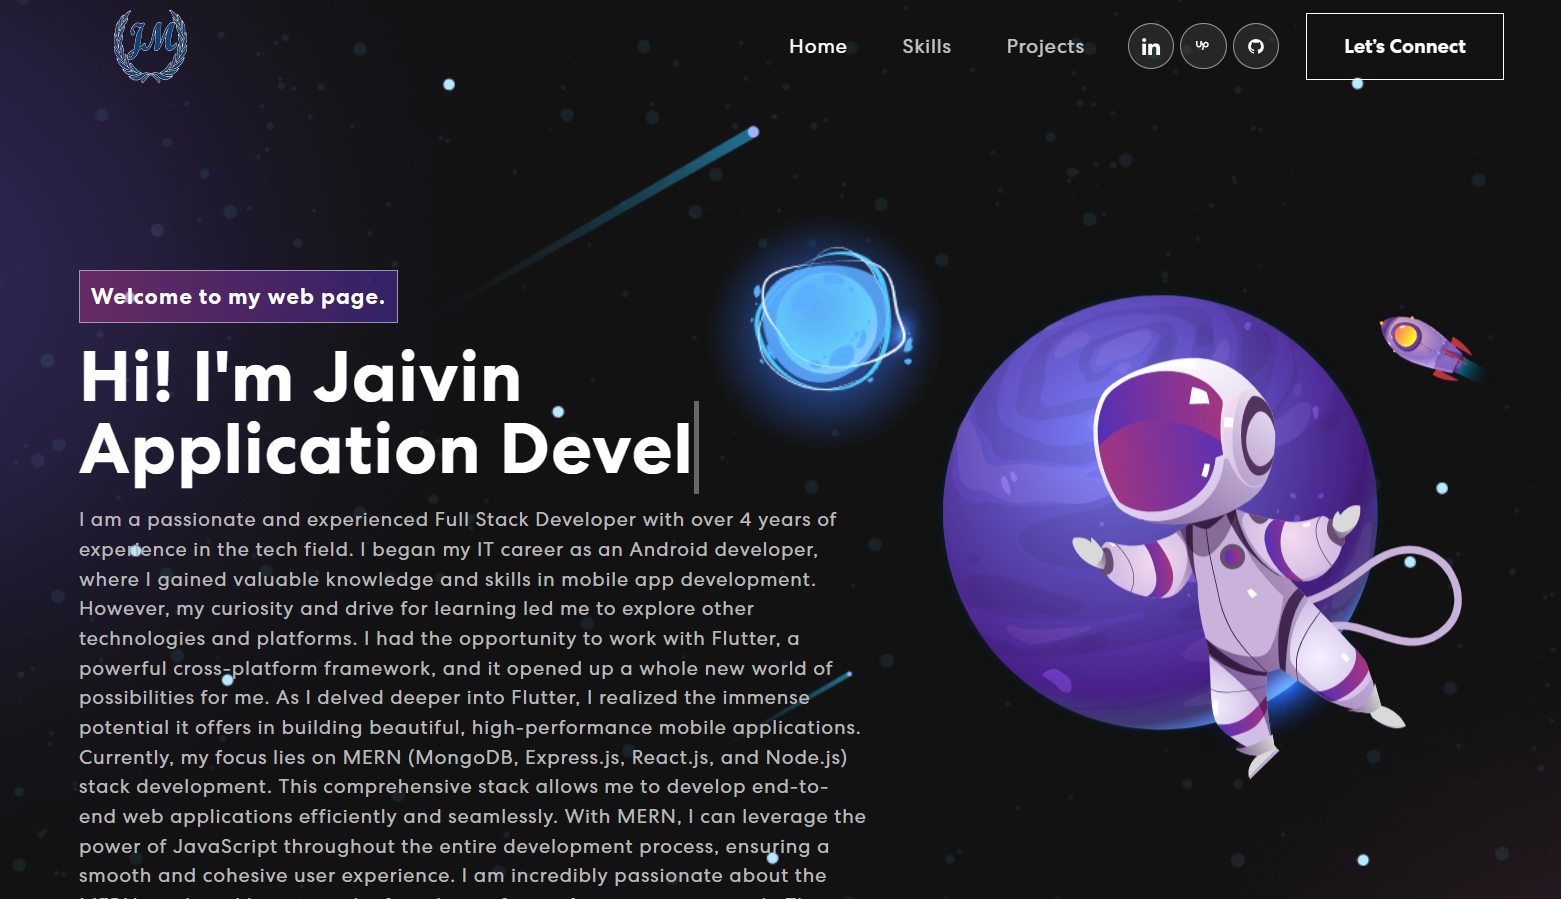 JM
Home
Skills
Projects
in
up
Let's Connect
Welcome to my web page.
Hi! I'm Jaivin
Application Devel
I am a passionate and experienced Full Stack Developer with over 4 years of
experience in the tech field. I began my IT career as an Android developer,
where I gained valuable knowledge and skills in mobile app development.
However, my curiosity and drive for learning led me to explore other
technologies and platforms. I had the opportunity to work with Flutter, a
powerful cross-platform framework, and it opened up a whole new world of
possibilities for me. As I delved deeper into Flutter, I realized the immense
potential it offers in building beautiful, high-performance mobile applications.
Currently, my focus lies on MERN (MongoDB, Express.js, React.js, and Node.js)
stack development. This comprehensive stack allows me to develop end-to-
end web applications efficiently and seamlessly. With MERN, I can leverage the
power of JavaScript throughout the entire development process, ensuring a
smooth and cohesive user experience. I am incredibly passionate about the